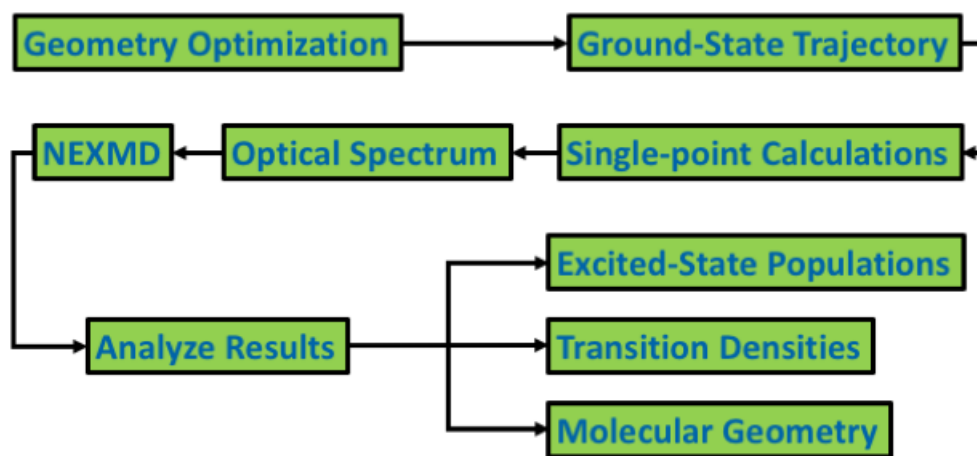 Geometry Optimization
Ground-State Trajectory
NEXMD
Optical Spectrum
Single-point Calculations
Excited-State Populations
Analyze Results
Transition Densities
Molecular Geometry